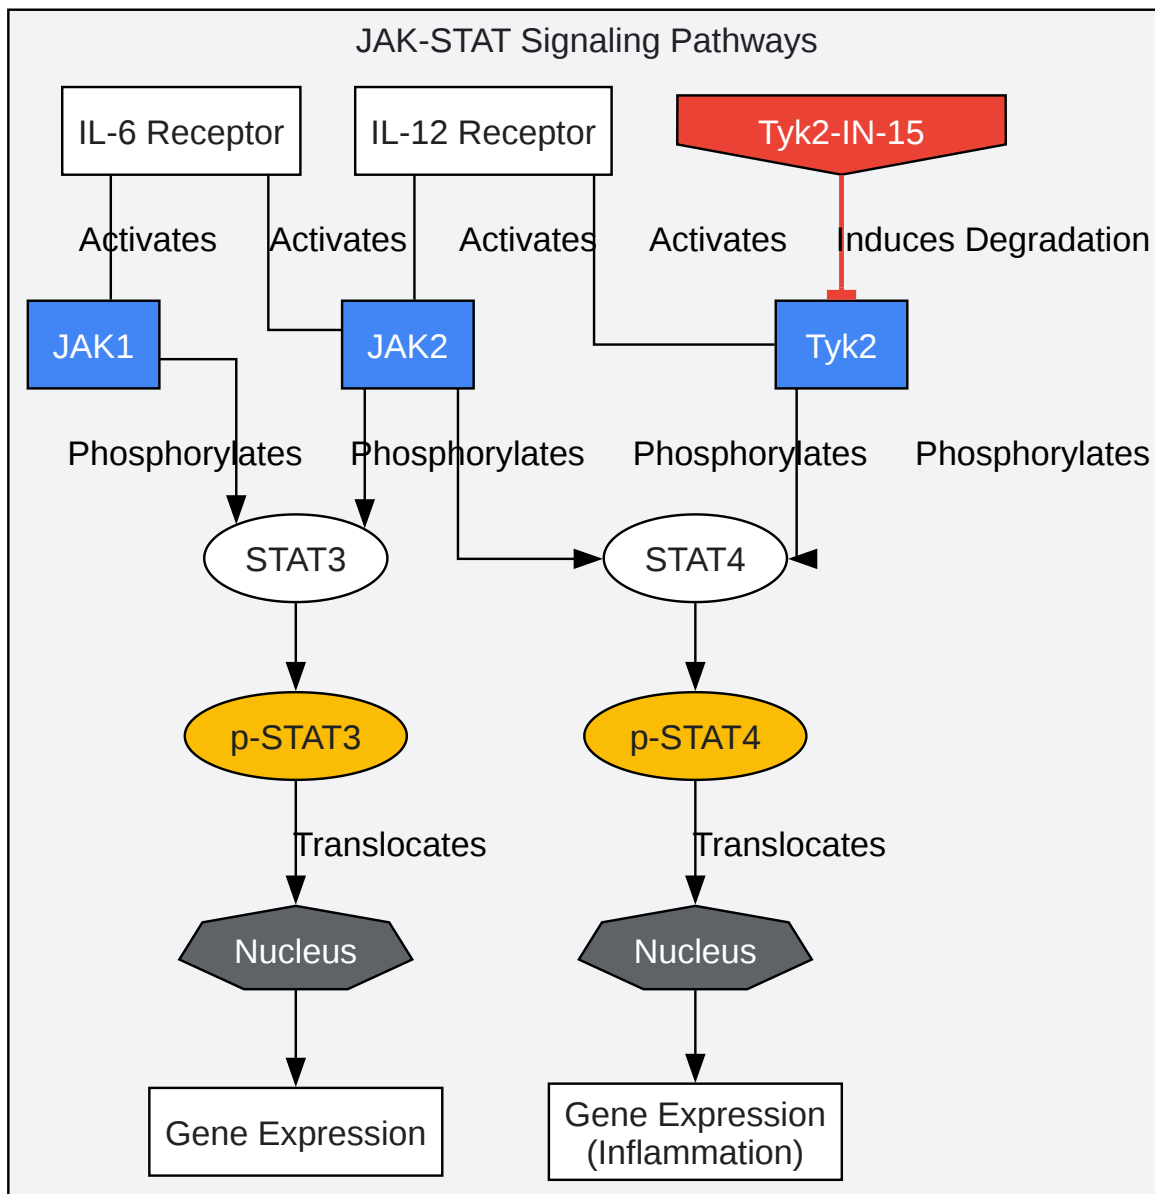 JAK-STAT Signaling Pathways
IL-6 Receptor
IL-12 Receptor
Tyk2-IN-15
Activates
Activates
Activates
Activates
Induces Degradation
JAK1
JAK2
Tyk2
Phosphorylates
Phosphorylates
Phosphorylates
Phosphorylates
STAT3
STAT4
p-STAT3
p-STAT4
Translocates
Translocates
Nucleus
Nucleus
Gene Expression
Gene Expression
(Inflammation)